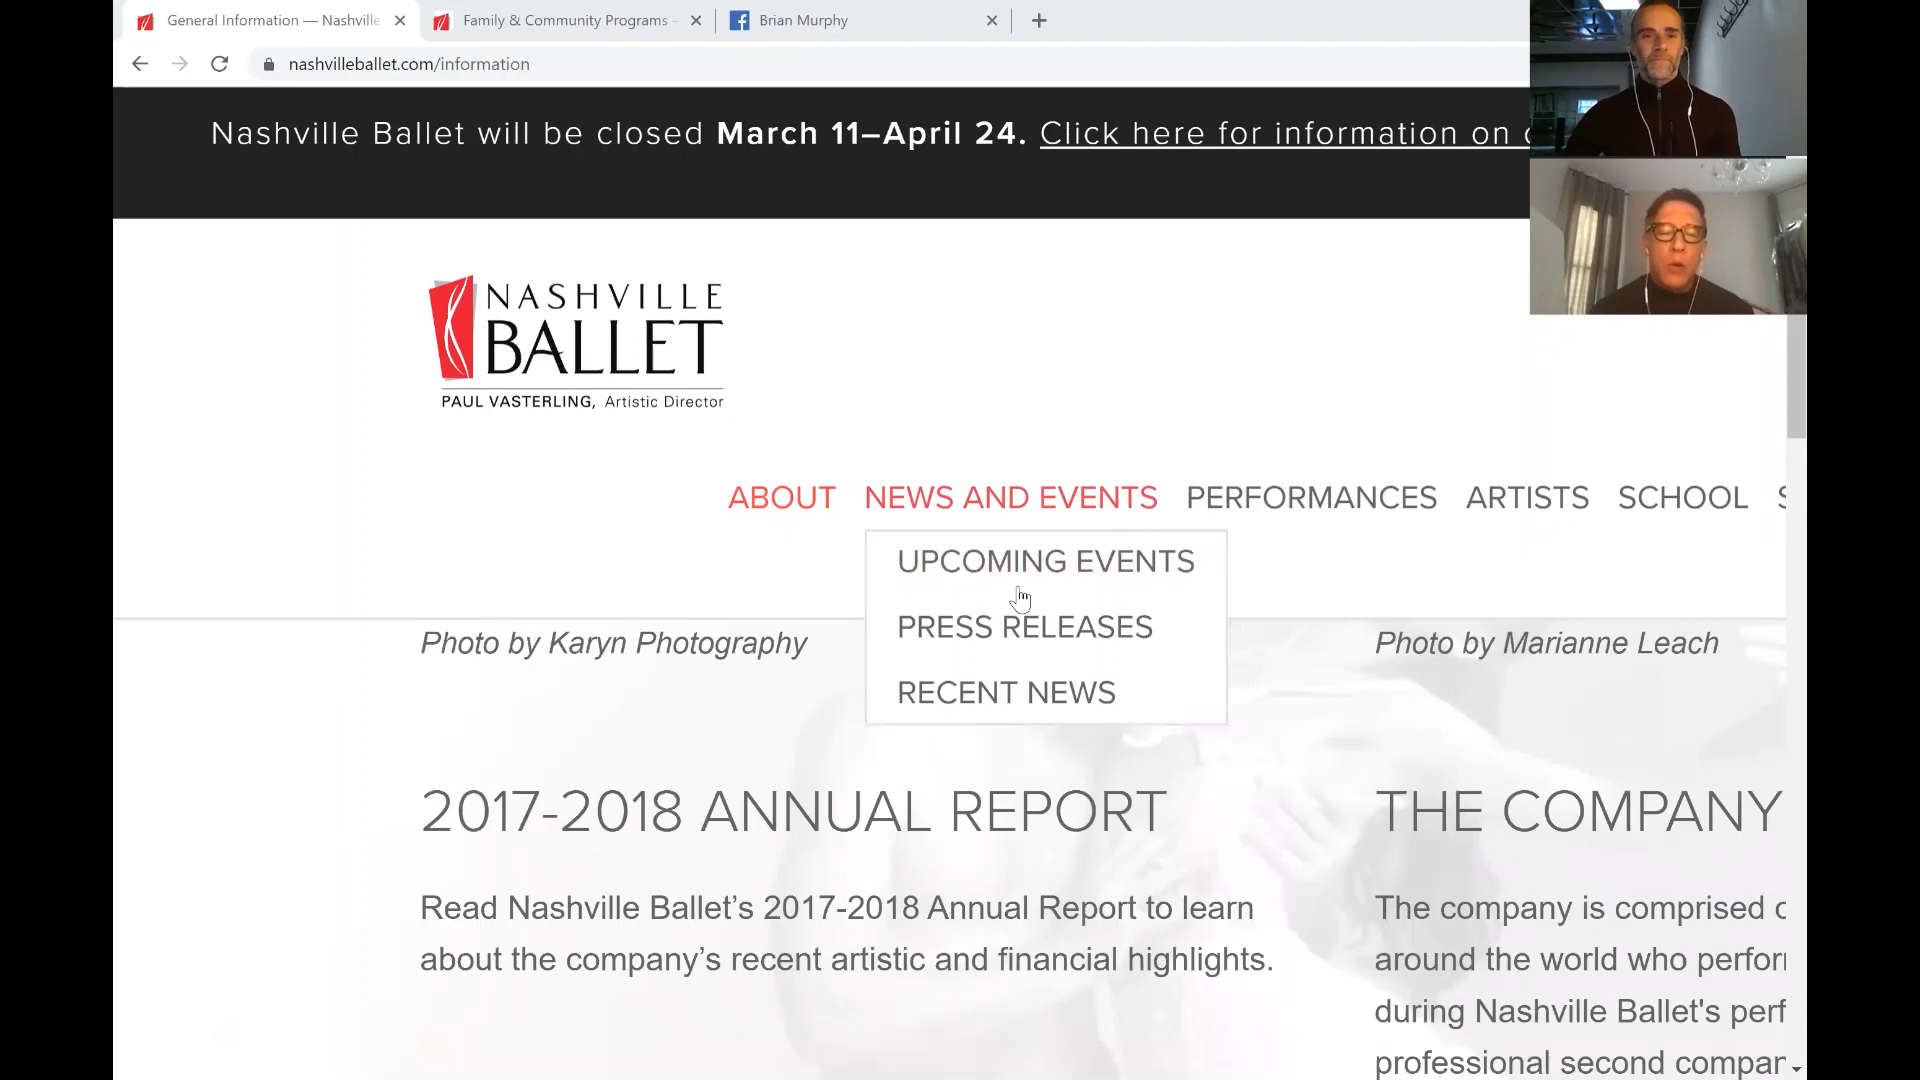 General Information — Nashville
Family & Community Programs –
Brian Murphy
nashvilleballet.com/information
Nashville Ballet will be closed March 11–April 24. Click here for information on
NASHVILLE
BALLET
PAUL VASTERLING, Artistic Director
ABOUT NEWS AND EVENTS PERFORMANCES ARTISTS SCHOOL
UPCOMING EVENTS
PRESS RELEASES
RECENT NEWS
Photo by Karyn Photography
Photo by Marianne Leach
2017-2018 ANNUAL REPORT
Read Nashville Ballet’s 2017-2018 Annual Report to learn
about the company’s recent artistic and financial highlights.
THE COMPANY
The company is comprised
around the world who
during Nashville Ballet's
professional second